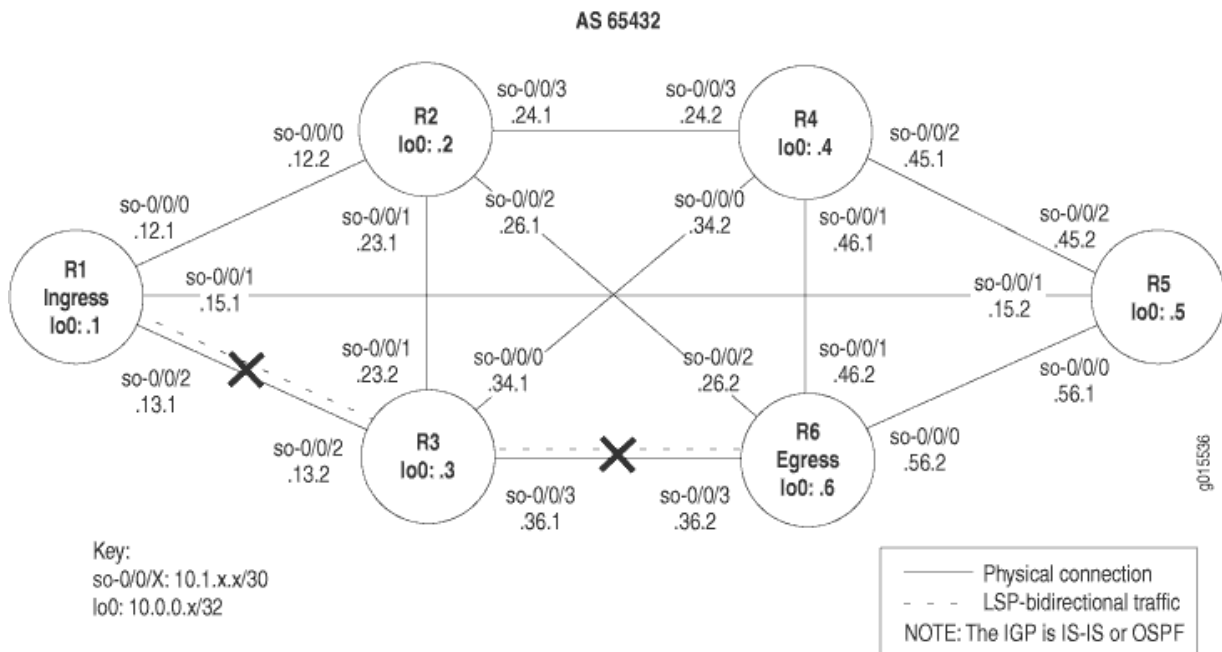 AS 65432
so-0/0/3
.24.1
so-0/0/3
.24.2
R2
lo0: .2
R4
lo0: .4
so-0/0/0
.12.2
so-0/0/2
.45.1
so-0/0/0
.12.1
so-0/0/1
.23.1
so-0/0/2
.26.1
so-0/0/0
.34.2
so-0/0/1
.46.1
so-0/0/2
.45.2
R1
Ingress
lo0: .1
so-0/0/1
.15.1
so-0/0/1
.15.2
R5
lo0: .5
so-0/0/2
.13.1
so-0/0/1
.23.2
so-0/0/0
.34.1
so-0/0/2
.26.2
so-0/0/1
.46.2
so-0/0/0
.56.1
so-0/0/2
.13.2
R3
lo0: .3
R6
Egress
lo0: .6
so-0/0/0
.56.2
so-0/0/3
.36.1
so-0/0/3
.36.2
g015536
Key:
so-0/0/X: 10.1.x.x/30
lo0: 10.0.0.x/32
Physical connection
LSP-bidirectional traffic
NOTE: The IGP is IS-IS or OSPF